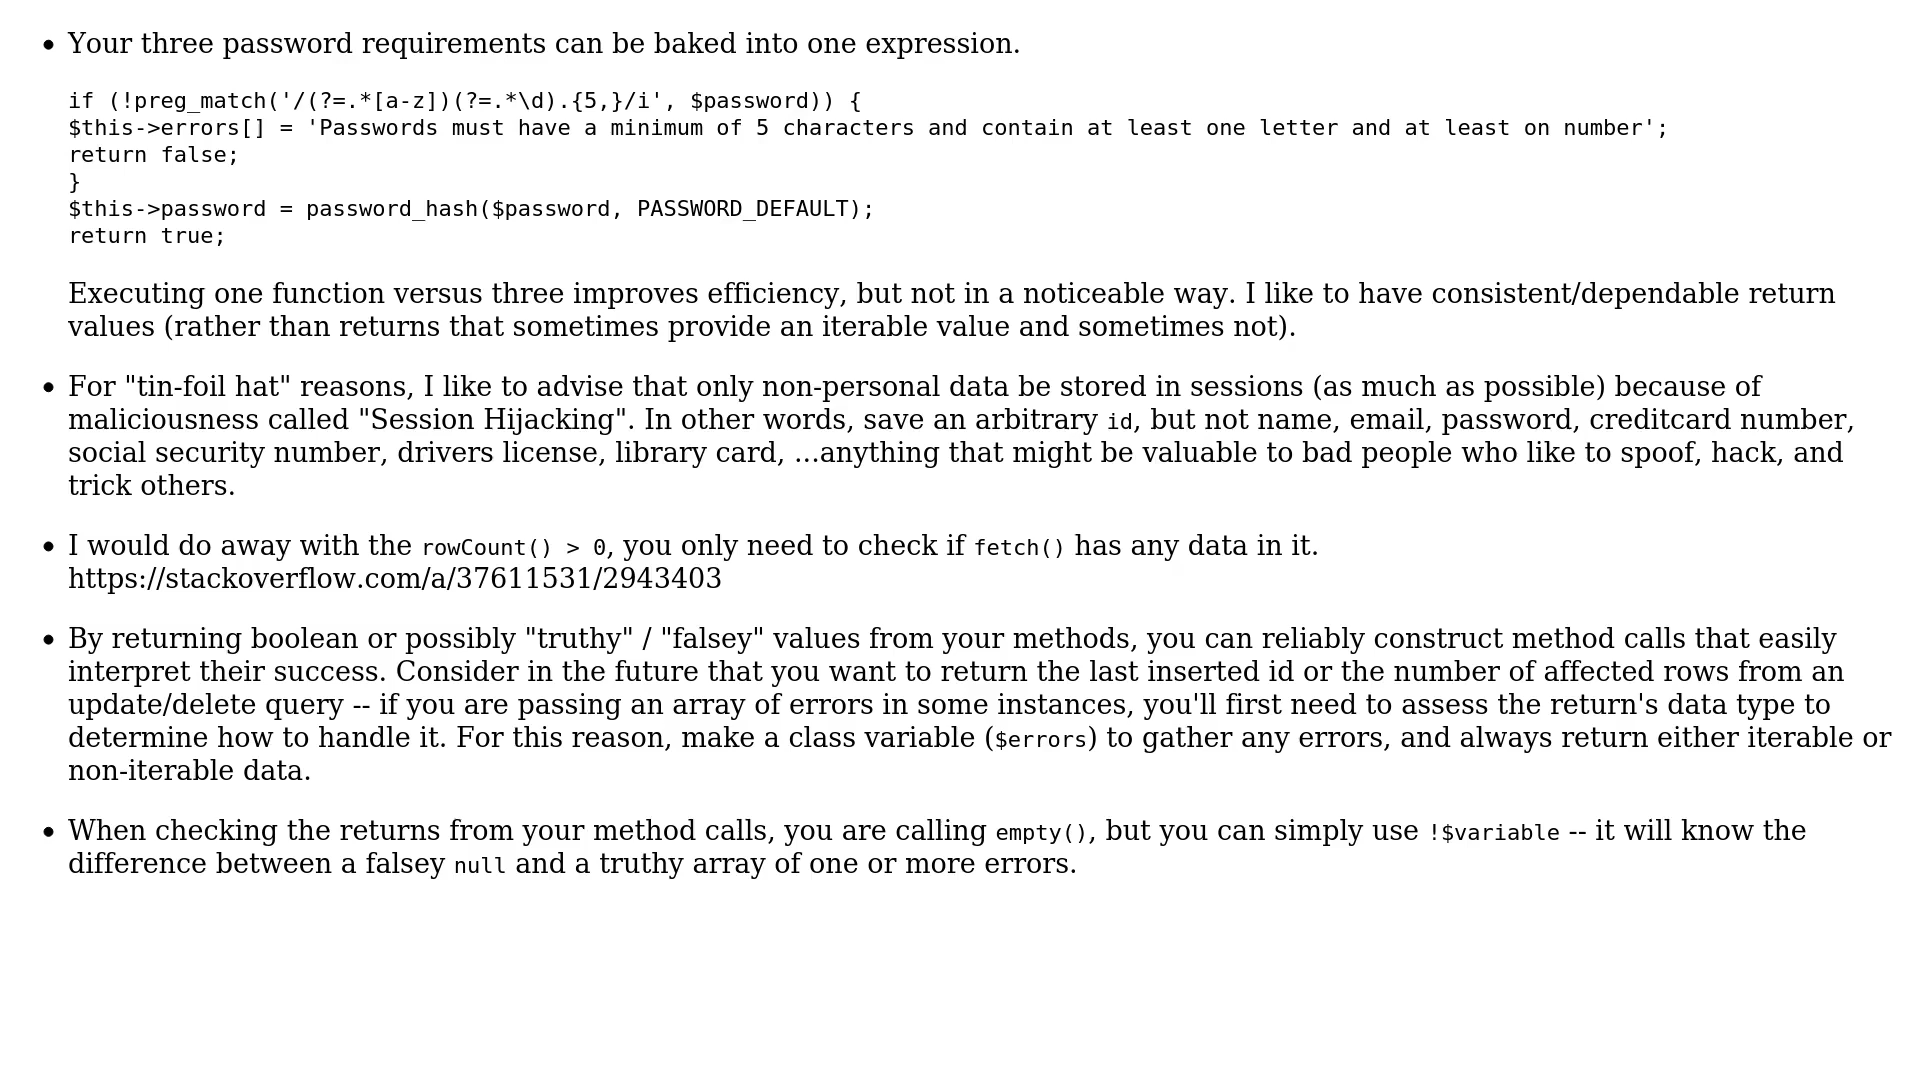 Your three password requirements can be baked into one expression.
if (!preg_match('/(?=.*[a-z])(?=.*\d).{5,}/i', $password)) {
$this->errors[] = 'Passwords must have a minimum of 5 characters and contain at least one letter and at least on number';
return false;
}
$this->password = password_hash($password, PASSWORD_DEFAULT);
return true;
Executing one function versus three improves efficiency, but not in a noticeable way. I like to have consistent/dependable return
values (rather than returns that sometimes provide an iterable value and sometimes not).
For "tin-foil hat" reasons, I like to advise that only non-personal data be stored in sessions (as much as possible) because of
maliciousness called "Session Hijacking". In other words, save an arbitrary id, but not name, email, password, creditcard number,
social security number, drivers license, library card, ...anything that might be valuable to bad people who like to spoof, hack, and
trick others.
I would do away with the rowCount() > 0, you only need to check if fetch() has any data in it.
https://stackoverflow.com/a/37611531/2943403
By returning boolean or possibly "truthy" / "falsey" values from your methods, you can reliably construct method calls that easily
interpret their success. Consider in the future that you want to return the last inserted id or the number of affected rows from an
update/delete query -- if you are passing an array of errors in some instances, you'll first need to assess the return's data type to
determine how to handle it. For this reason, make a class variable ($errors) to gather any errors, and always return either iterable or
non-iterable data.
When checking the returns from your method calls, you are calling empty(), but you can simply use !$variable -- it will know the
difference between a falsey null and a truthy array of one or more errors.